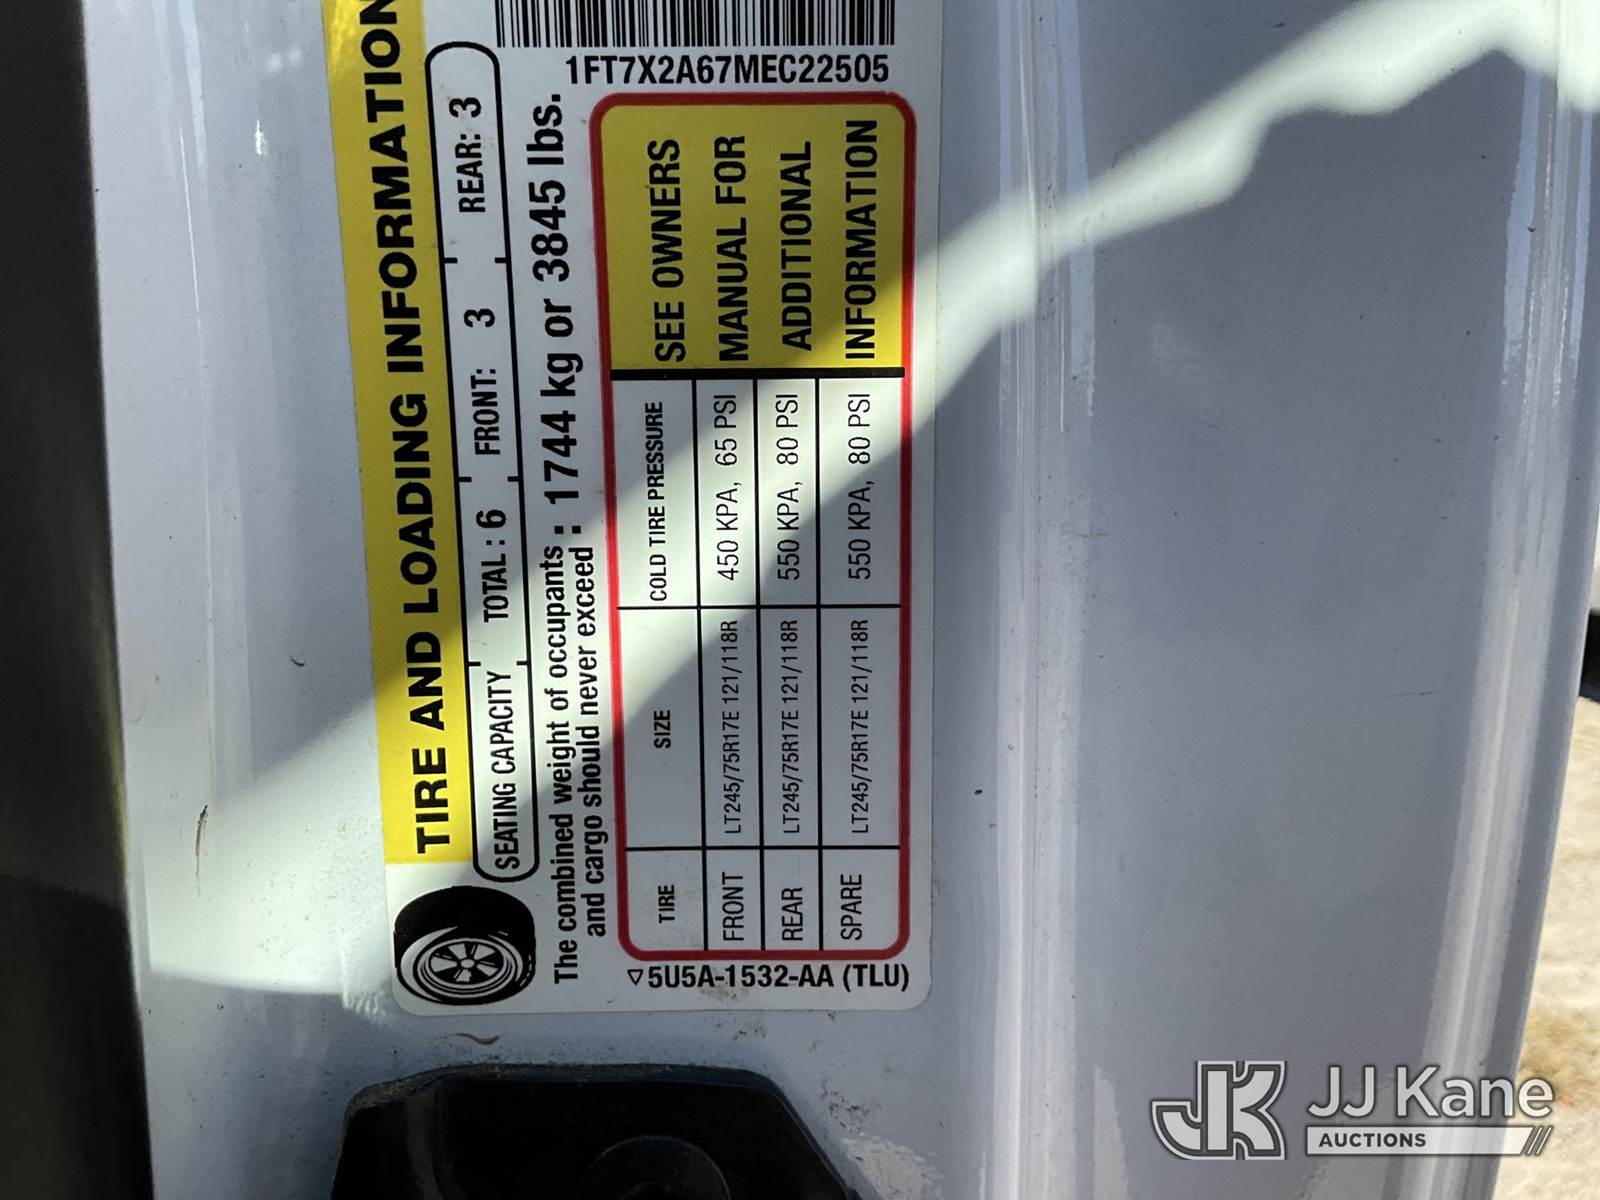 1FT7X2A67MEC22505
TIRE AND LOADING INFORMATION
SEATING CAPACITY TOTAL : 6 FRONT: 3 REAR: 3
The combined weight of occupants
and cargo should never exceed : 1744 kg or 3845 lbs.
TIRE SIZE COLD TIRE PRESSURE
FRONT LT245/75R17E 121/118R 450 KPA, 65 PSI
REAR LT245/75R17E 121/118R 550 KPA, 80 PSI
SPARE LT245/75R17E 121/118R 550 KPA, 80 PSI
SEE OWNERS
MANUAL FOR
ADDITIONAL
INFORMATION
5U5A-1532-AA (TLU)
JK JJ Kane
AUCTIONS